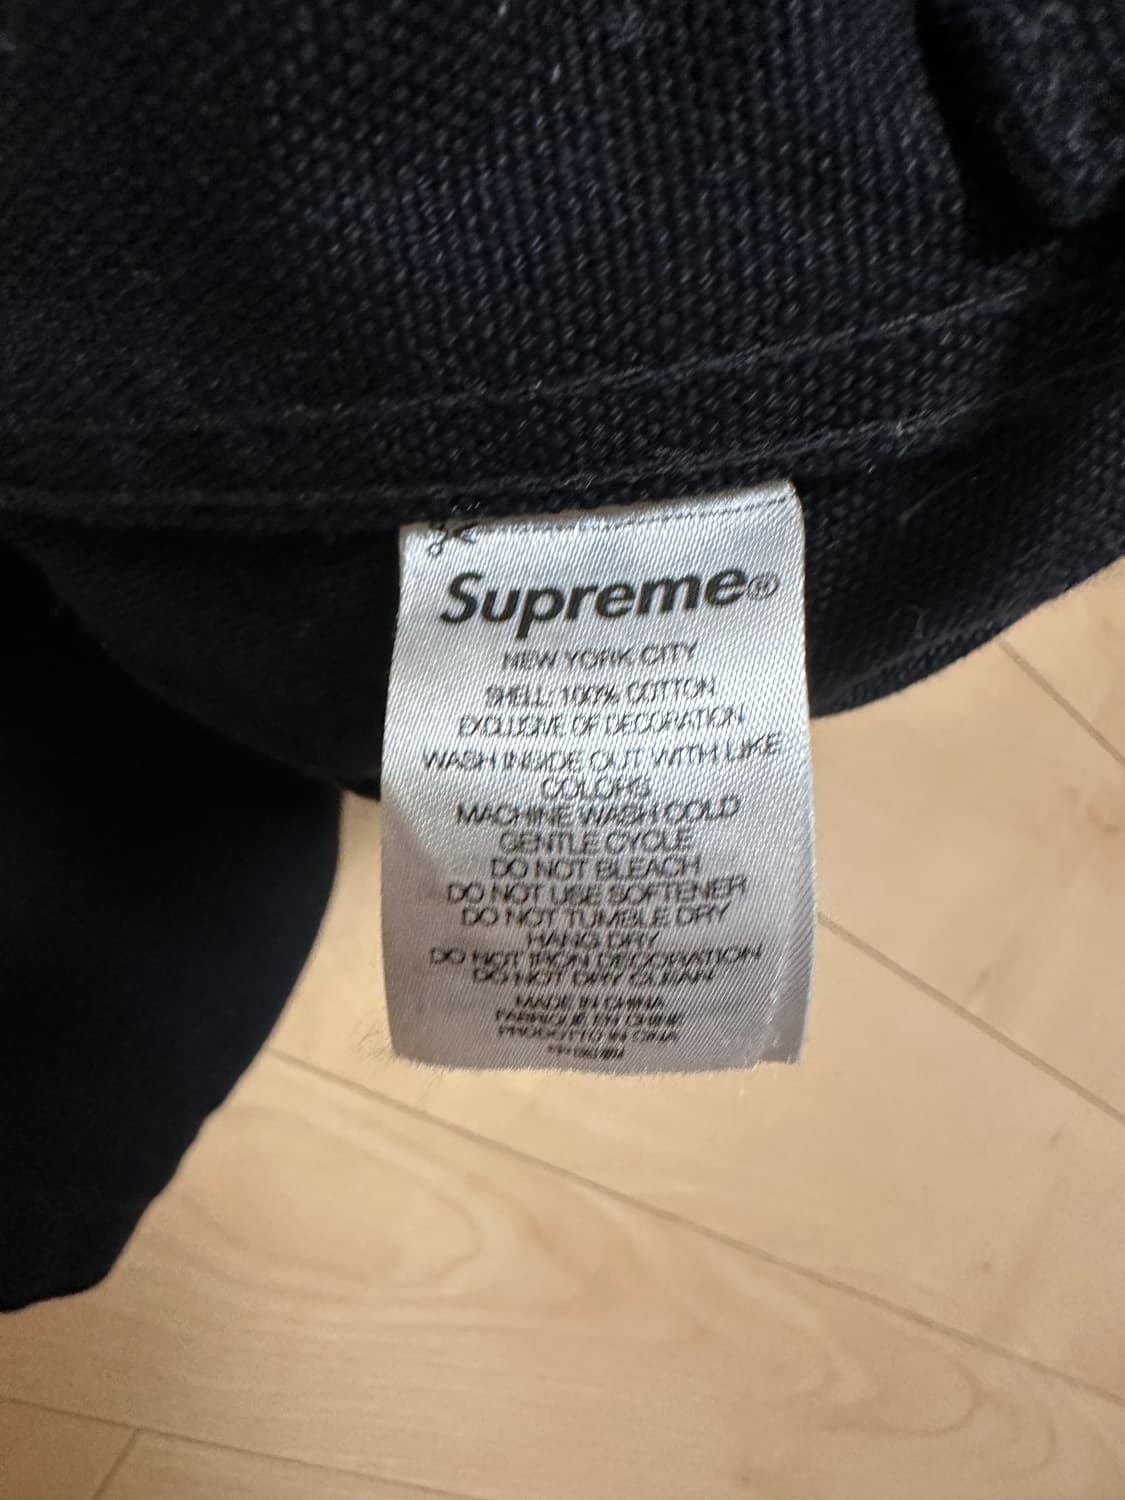 Supreme®
NEW YORK CITY
SHELL: 100% COTTON
EXCLUSIVE OF DECORATION
WASH INSIDE OUT WITH LIKE
COLORS
MACHINE WASH COLD
GENTLE CYCLE
DO NOT BLEACH
DO NOT USE SOFTENER
DO NOT TUMBLE DRY
HANG DRY
DO NOT IRON DECORATION
DO NOT DRY CLEAN
MADE IN CHINA
FABRIQUE EN CHINE
PRODOTTO IN CINA